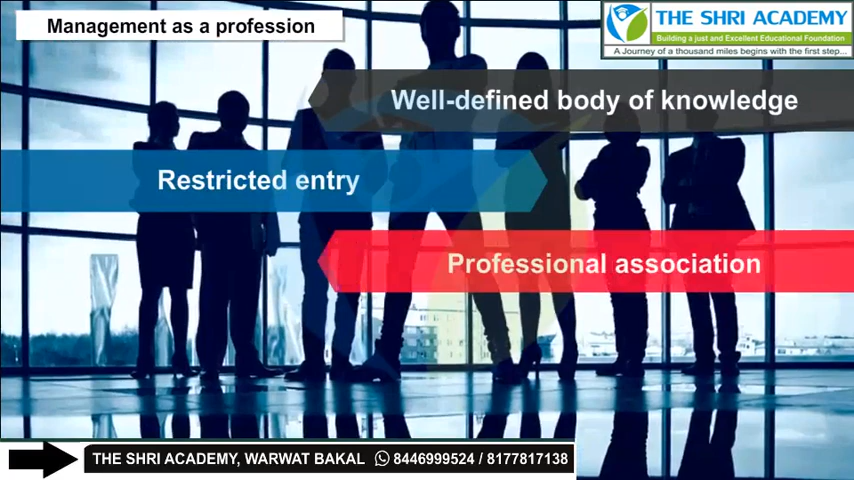 Management as a profession
THE SHRI ACADEMY
Building a just and Excellent Educational Foundation
A Journey of a thousand miles begins with the first step...
Well-defined body of knowledge
Restricted entry
Professional association
THE SHRI ACADEMY, WARWAT BAKAL 8446999524 / 8177817138